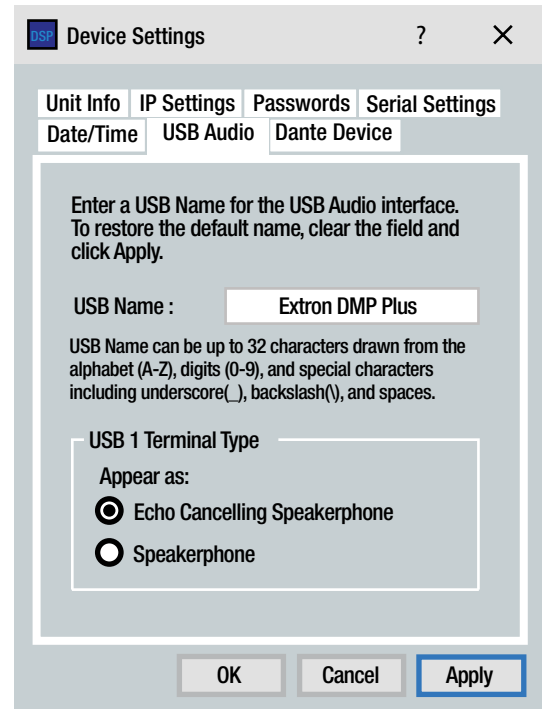 DSP Device Settings ? X
Unit Info IP Settings Passwords Serial Settings
Date/Time USB Audio Dante Device
Enter a USB Name for the USB Audio interface.
To restore the default name, clear the field and
click Apply.
USB Name : Extron DMP Plus
USB Name can be up to 32 characters drawn from the
alphabet (A-Z), digits (0-9), and special characters
including underscore(_), backslash(\), and spaces.
USB 1 Terminal Type
Appear as:
Echo Cancelling Speakerphone
Speakerphone
OK Cancel Apply